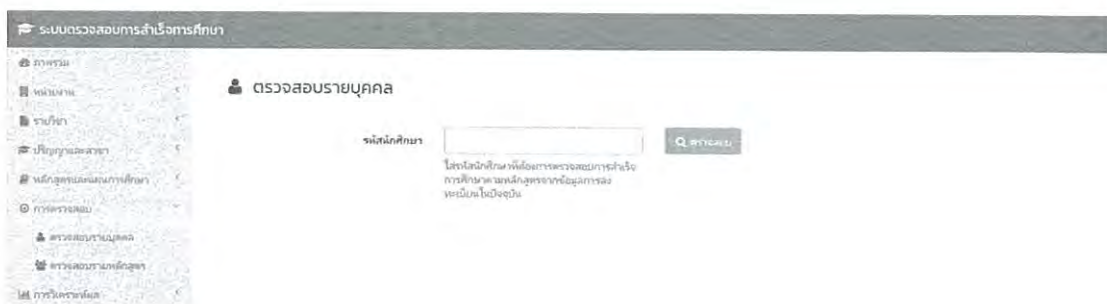 ระบบตรวจสอบการสำเร็จการศึกษา
ภาพรวม
หน่วยงาน
รายวิชา
ปริญญาและสาขา
หลักสูตรและแผนการศึกษา
การตรวจสอบ
ตรวจสอบรายบุคคล
ตรวจสอบรายหลักสูตร
การวิเคราะห์ผล
ตรวจสอบรายบุคคล
รหัสนักศึกษา
ตรวจสอบ
ใส่รหัสนักศึกษาที่ต้องการตรวจสอบการสำเร็จ
การศึกษาตามหลักสูตรจากข้อมูลการลง
ทะเบียนในปัจจุบัน